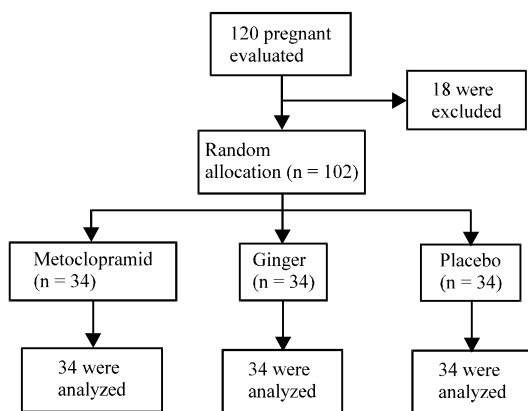 120 pregnant
evaluated
18 were
excluded
Random
allocation (n = 102)
Metoclopramid
(n = 34)
Ginger
(n = 34)
Placebo
(n = 34)
34 were
analyzed
34 were
analyzed
34 were
analyzed